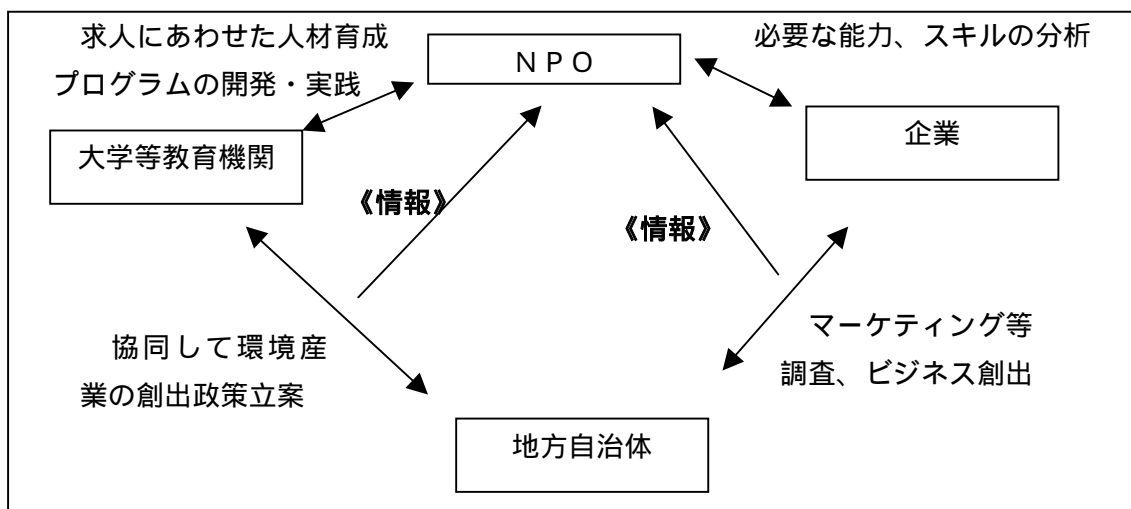 求人にあわせた人材育成
プログラムの開発・実践
ＮＰＯ
必要な能力、スキルの分析
大学等教育機関
企業
《情報》
《情報》
協同して環境産
業の創出政策立案
マーケティング等
調査、ビジネス創出
地方自治体